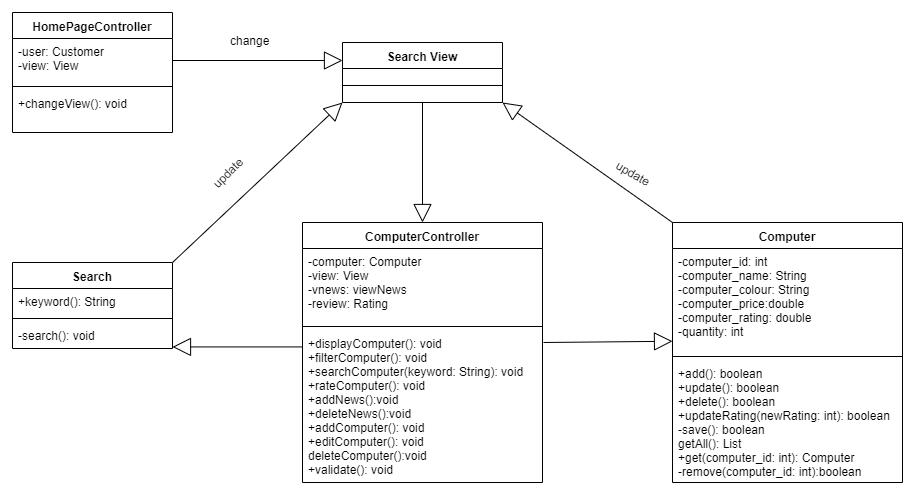 HomePageController
-user: Customer
-view: View
+changeView(): void
change
Search View
update
update
Search
+keyword(): String
-search(): void
ComputerController
-computer: Computer
-view: View
-vnews: viewNews
-review: Rating
+displayComputer(): void
+filterComputer(): void
+searchComputer(keyword: String): void
+rateComputer(): void
+addNews():void
+deleteNews():void
+addComputer(): void
+editComputer(): void
deleteComputer():void
+validate(): void
Computer
-computer_id: int
-computer_name: String
-computer_colour: String
-computer_price:double
-computer_rating: double
-quantity: int
+add(): boolean
+update(): boolean
+delete(): boolean
+updateRating(newRating: int): boolean
-save(): boolean
getAll(): List
+get(computer_id: int): Computer
-remove(computer_id: int):boolean